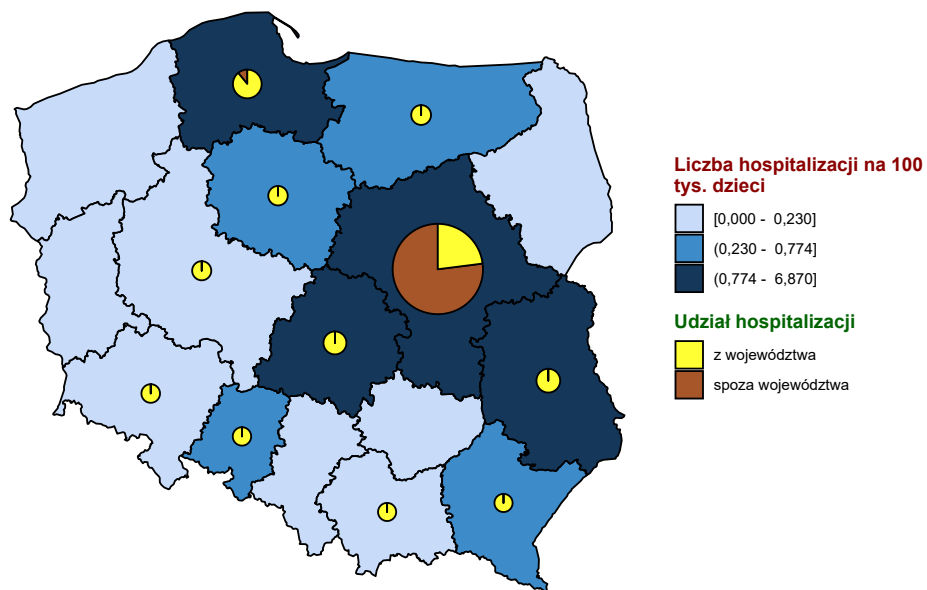 Liczba hospitalizacji na 100
tys. dzieci
[0,000 - 0,230]
(0,230 - 0,774]
(0,774 - 6,870]
Udział hospitalizacji
z województwa
spoza województwa